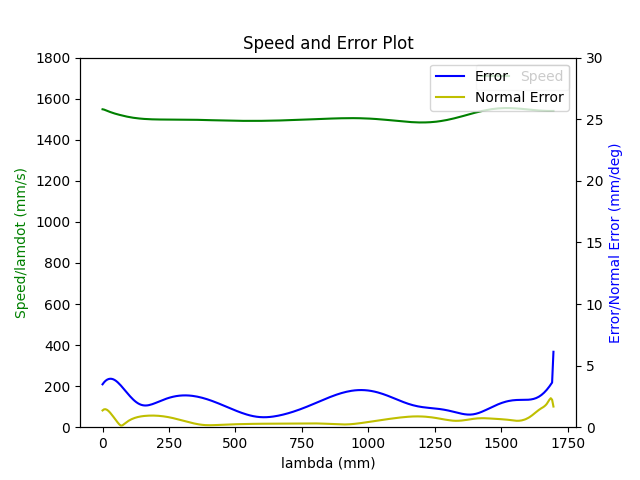 Speed and Error Plot
1800
1600
1400
1200
1000
800
600
400
200
0
Speed/lamdot (mm/s)
30
25
20
15
10
5
0
Error/Normal Error (mm/deg)
Error
Speed
Normal Error
0 250 500 750 1000 1250 1500 1750
lambda (mm)